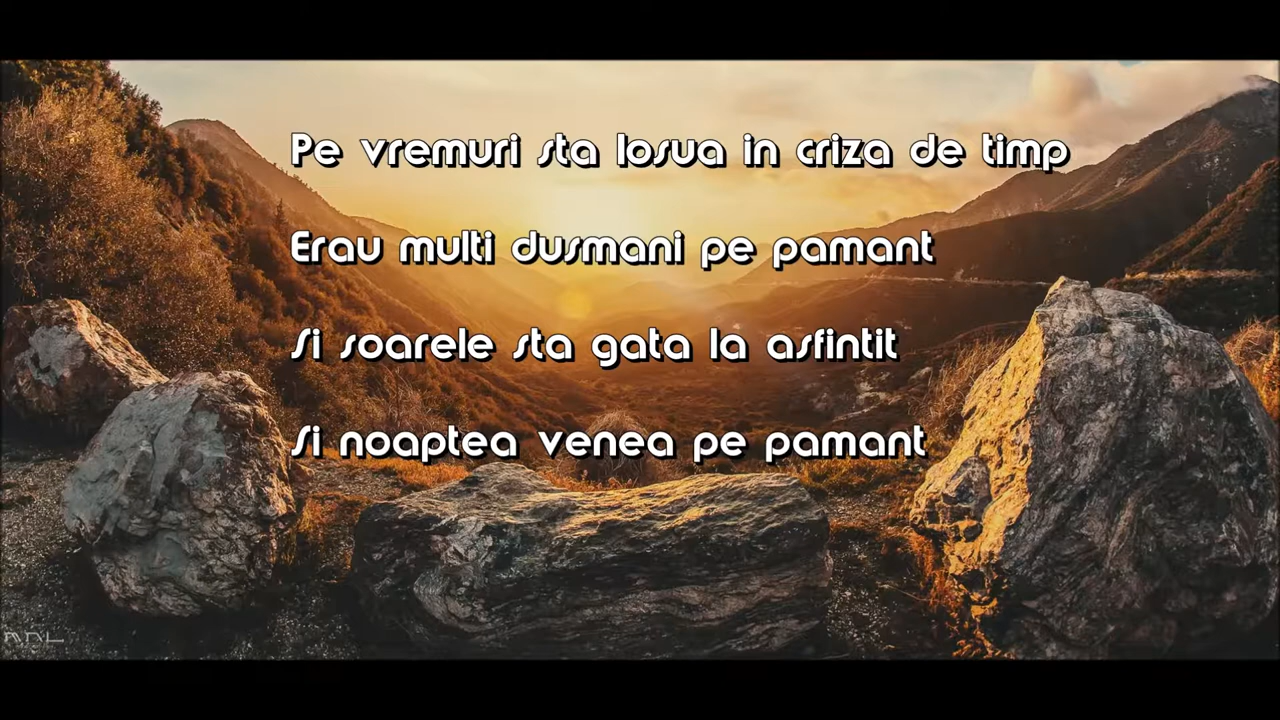 Pe vremuri sta Iosua in criza de timp
Erau multi dusmani pe pamant
Si soarele sta gata la asfintit
Si noaptea venea pe pamant